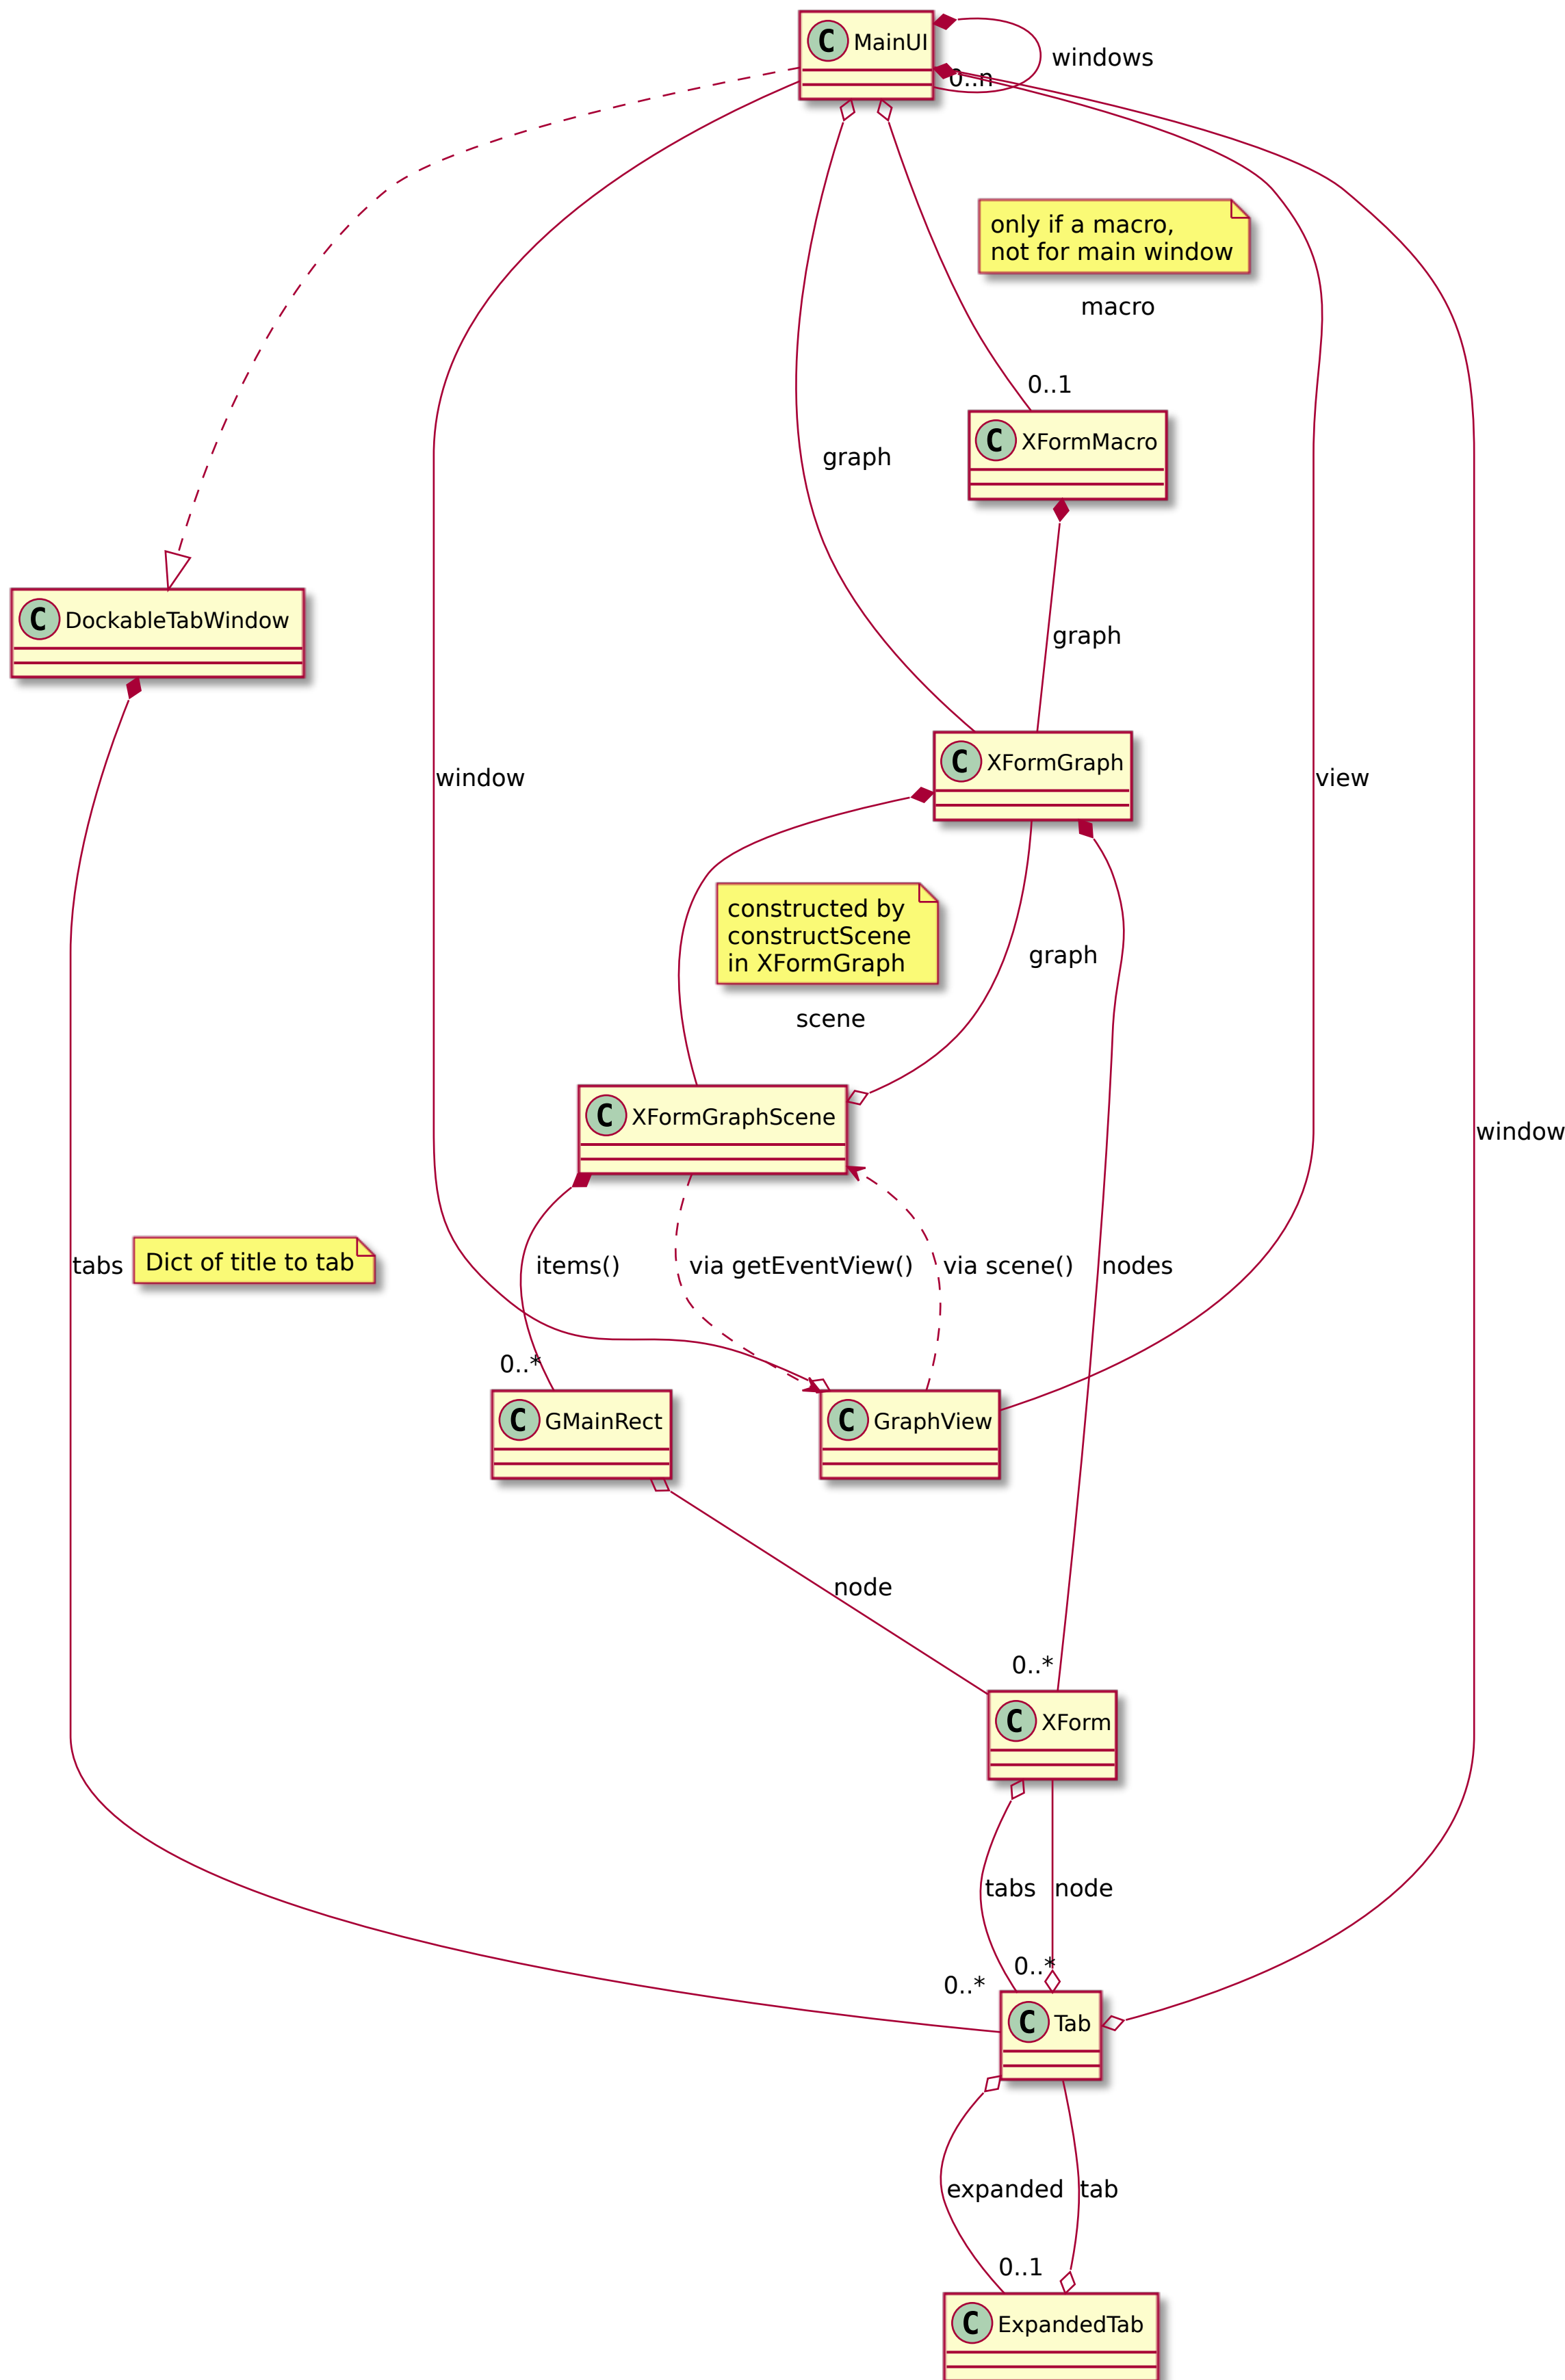 C MainUI
windows
0..n
only if a macro,
not for main window
macro
0..1
C XFormMacro
graph
C DockableTabWindow
graph
C XFormGraph
window
view
constructed by
constructScene
in XFormGraph
graph
scene
C XFormGraphScene
window
tabs
Dict of title to tab
items()
via getEventView()
via scene()
nodes
0..*
C GMainRect
C GraphView
node
0..*
C XForm
tabs
node
0..*
0..*
C Tab
expanded
tab
0..1
C ExpandedTab